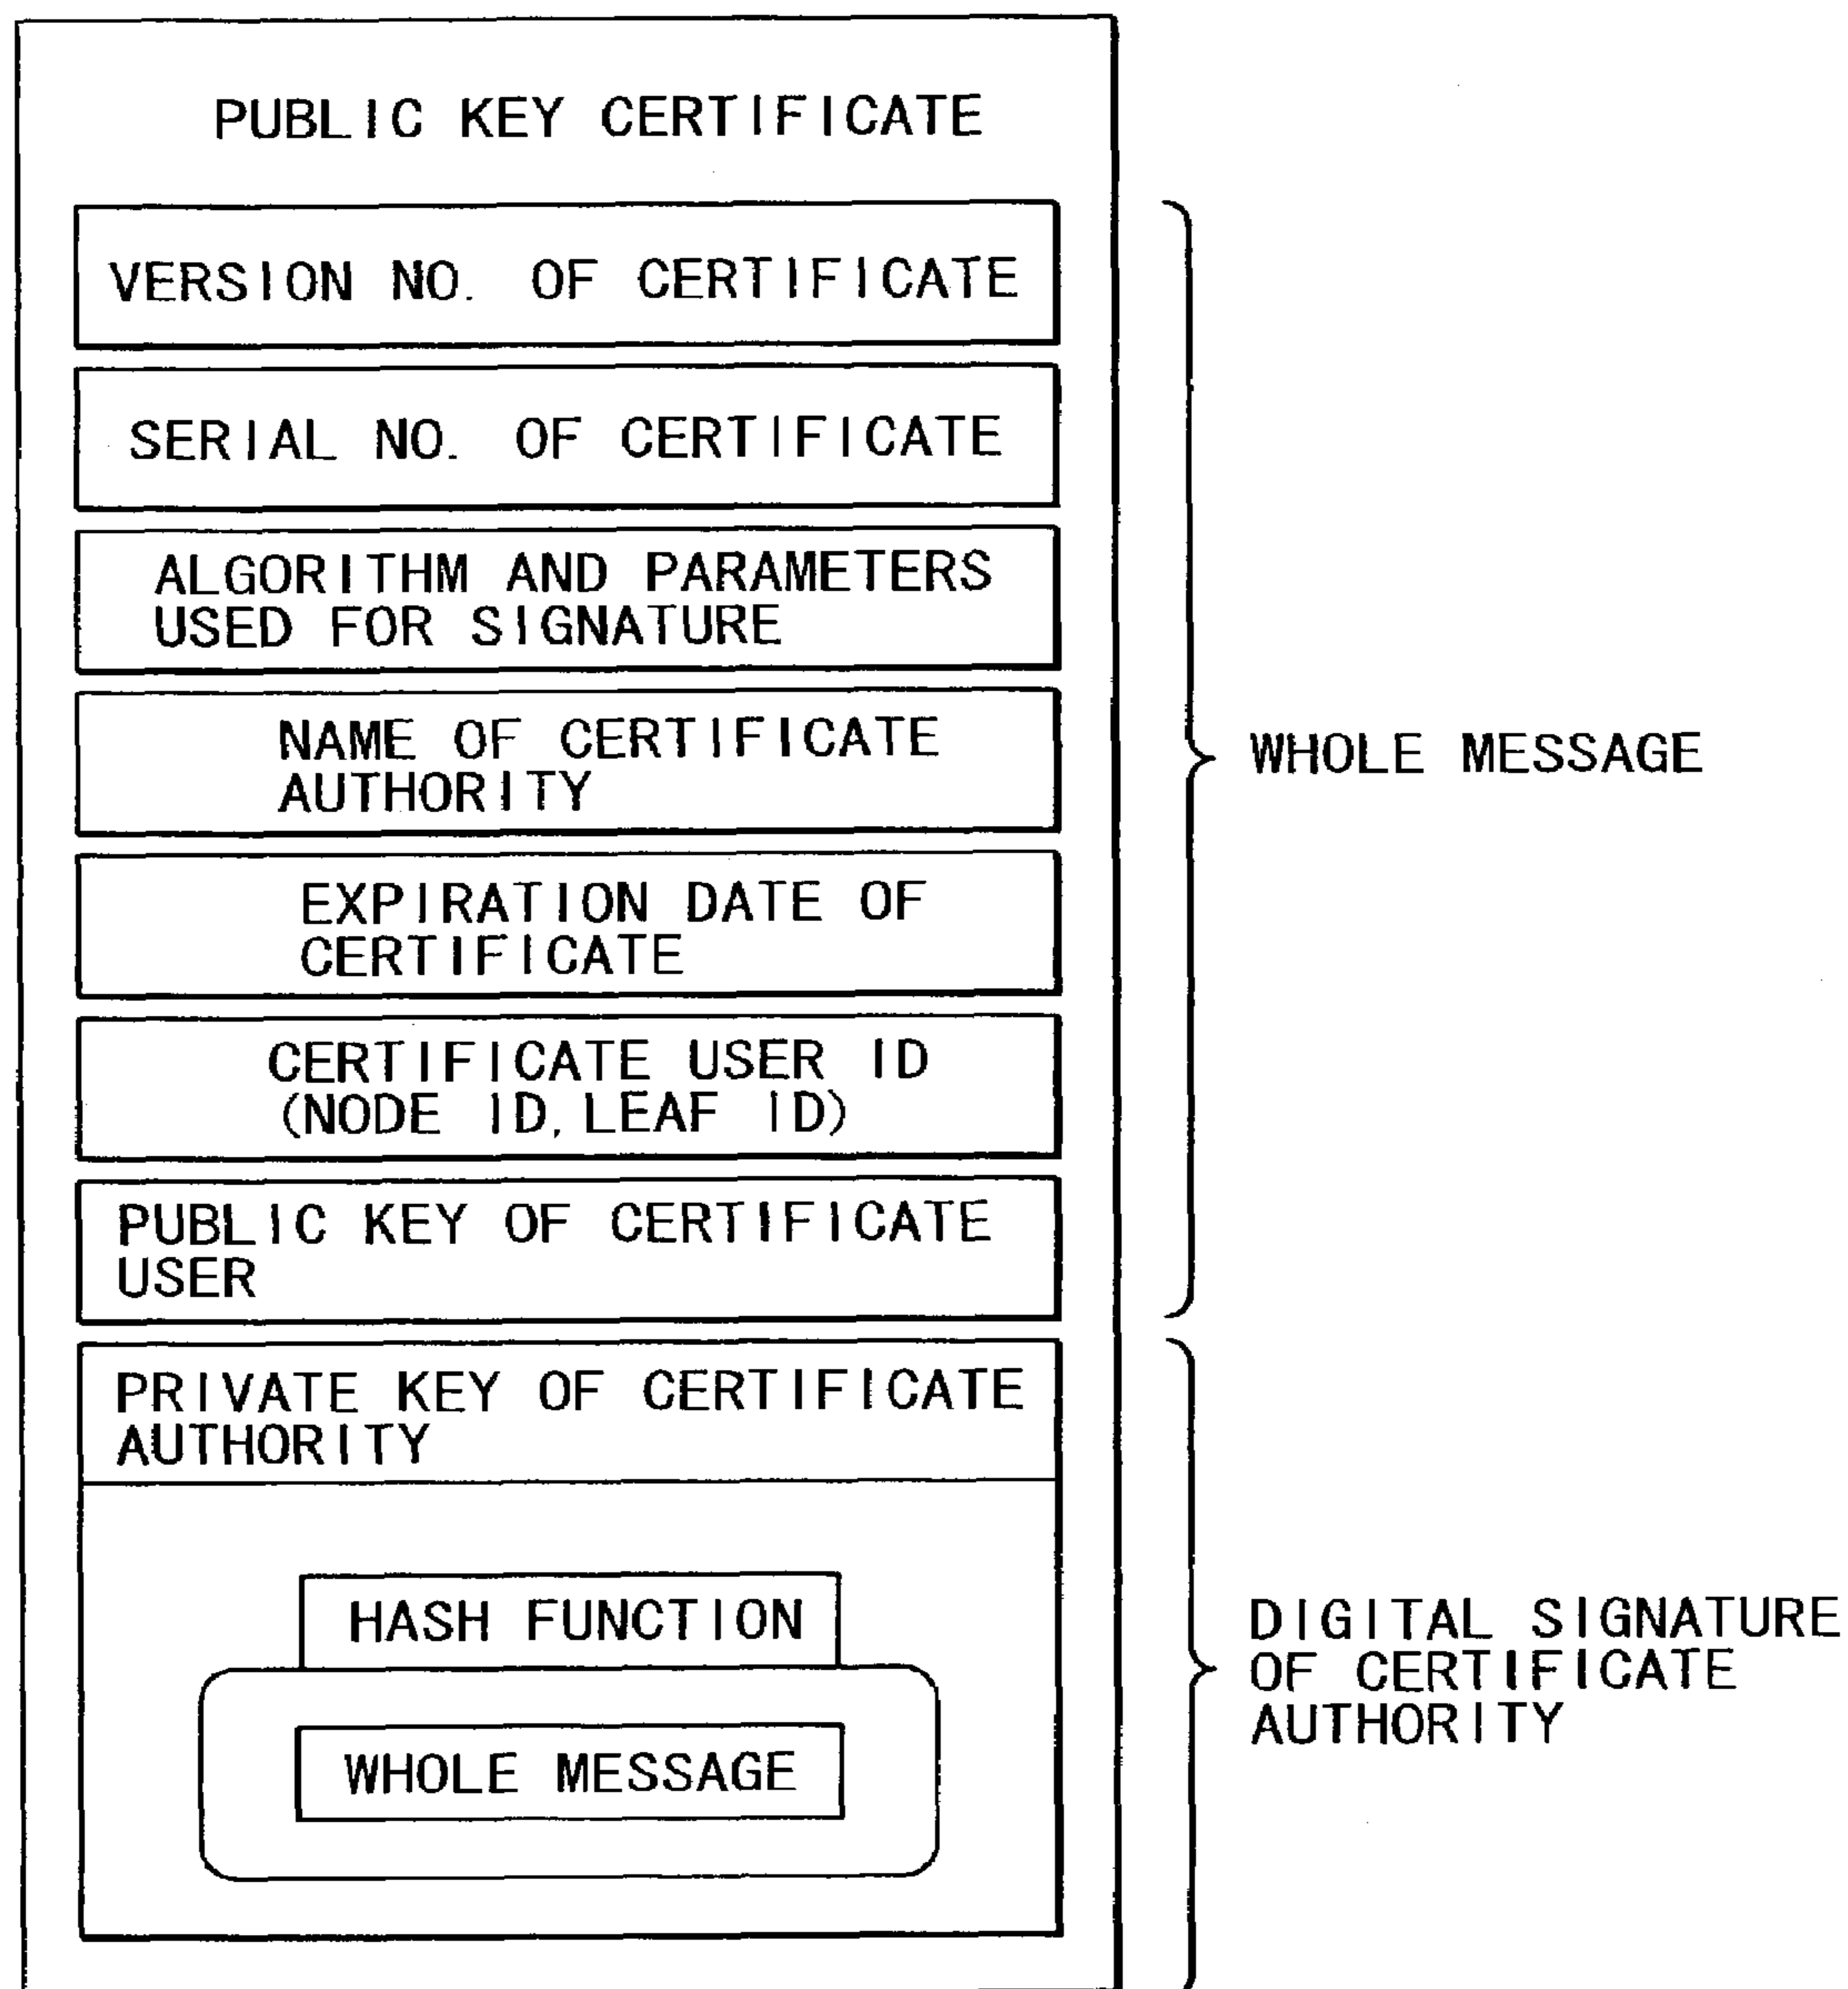 PUBLIC KEY CERTIFICATE
VERSION NO. OF CERTIFICATE
SERIAL NO. OF CERTIFICATE
ALGORITHM AND PARAMETERS
USED FOR SIGNATURE
NAME OF CERTIFICATE
AUTHORITY
EXPIRATION DATE OF
CERTIFICATE
CERTIFICATE USER ID
(NODE ID, LEAF ID)
PUBLIC KEY OF CERTIFICATE
USER
WHOLE MESSAGE
PRIVATE KEY OF CERTIFICATE
AUTHORITY
HASH FUNCTION
WHOLE MESSAGE
DIGITAL SIGNATURE
OF CERTIFICATE
AUTHORITY